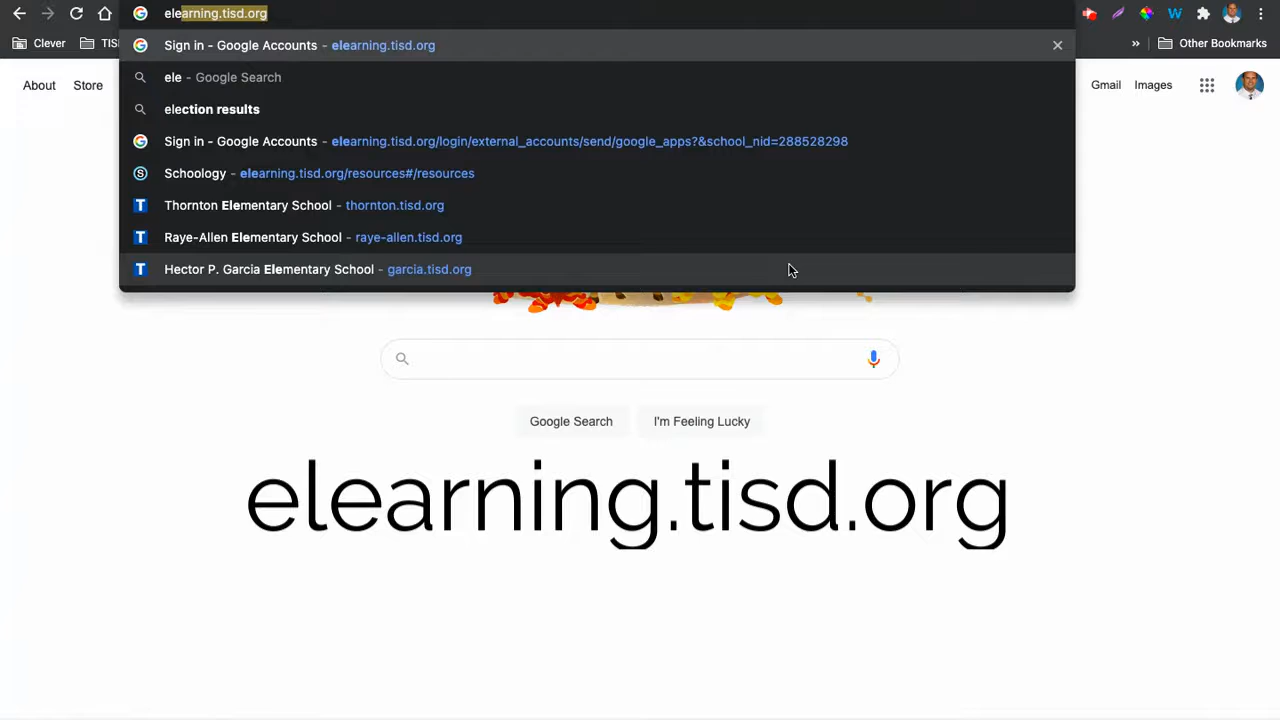 elearning.tisd.org
Clever
TIS
Sign in - Google Accounts - elearning.tisd.org
ele - Google Search
election results
Sign in - Google Accounts - elearning.tisd.org/login/external_accounts/send/google_apps?&school_nid=288528298
Schoology - elearning.tisd.org/resources#/resources
Thornton Elementary School - thornton.tisd.org
Raye-Allen Elementary School - raye-allen.tisd.org
Hector P. Garcia Elementary School - garcia.tisd.org
» Other Bookmarks
About Store
Gmail Images
Google Search I'm Feeling Lucky
elearning.tisd.org